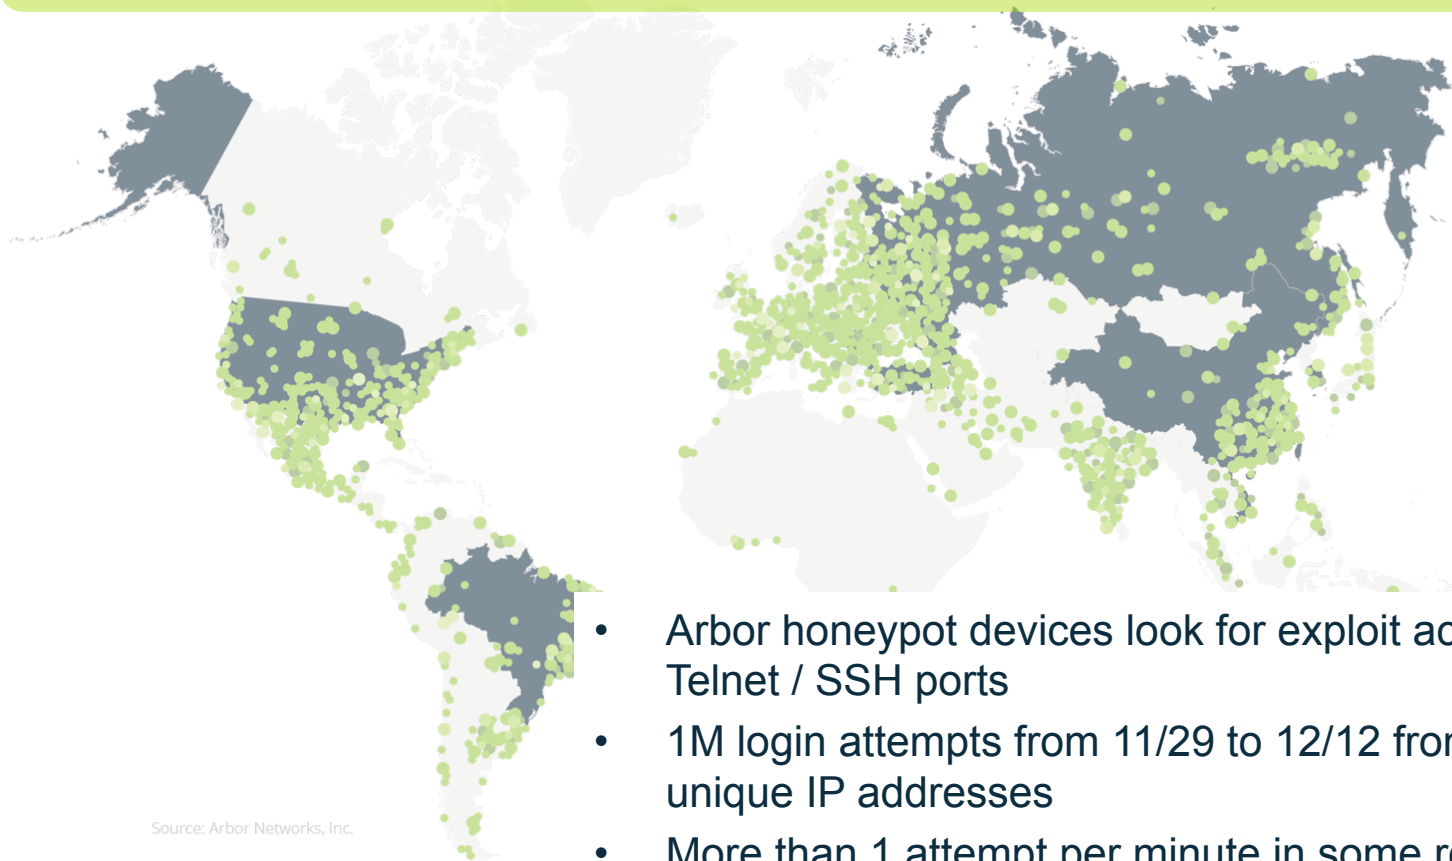 • Arbor honeypot devices look for exploit
Telnet / SSH ports
• 1M login attempts from 11/29 to 12/12
unique IP addresses
Source: Arbor Networks, Inc.
• More than 1 attempt per minute in some